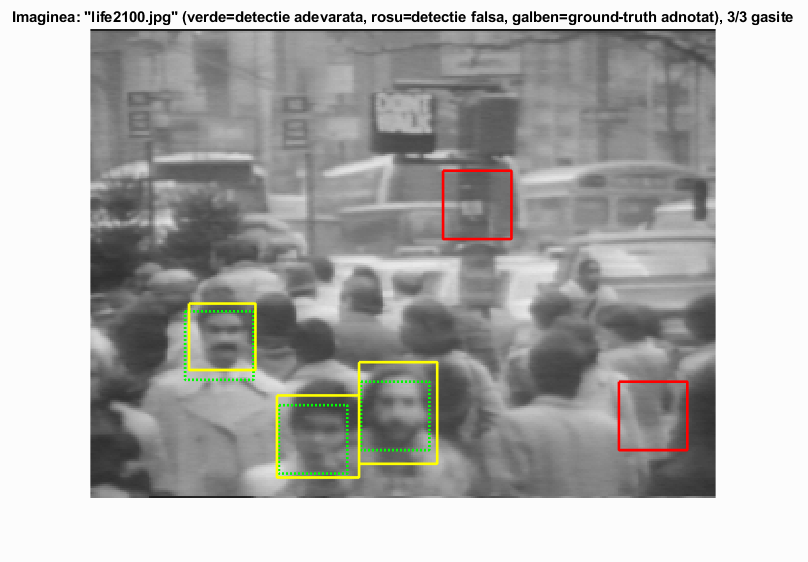 Imaginea: "life2100.jpg" (verde=detectie adevarata, rosu=detectie falsa, galben=ground-truth adnotat), 3/3 gasite
DONT
WALK